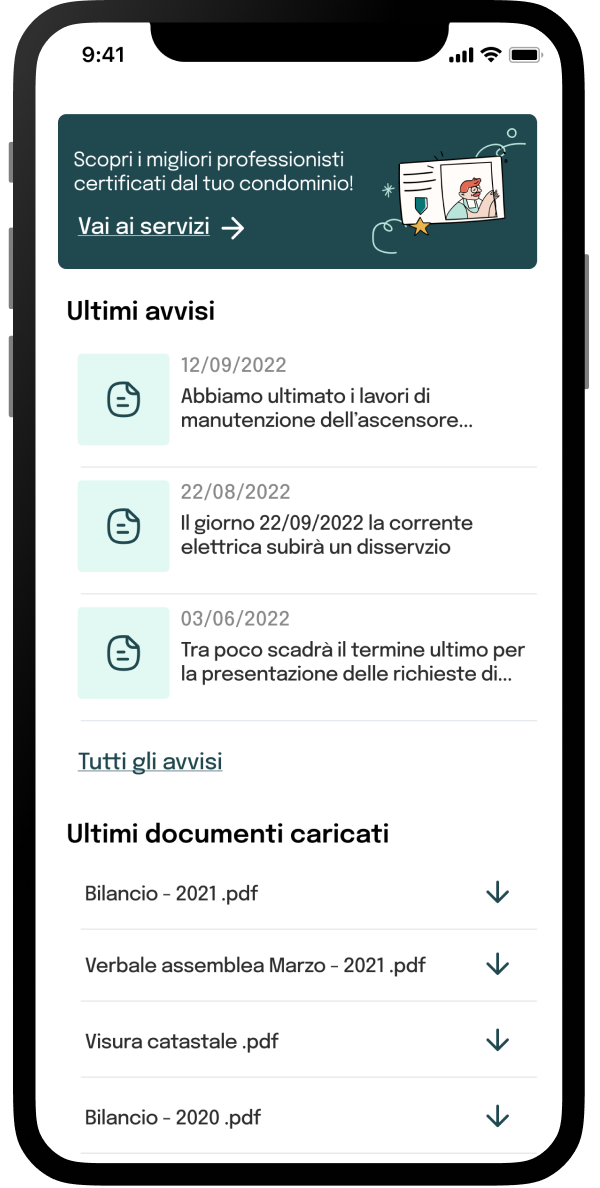 9:41
Scopri i migliori professionisti
certificati dal tuo condominio!
Vai ai servizi
Ultimi avvisi
12/09/2022
Abbiamo ultimato i lavori di
manutenzione dell’ascensore...
22/08/2022
Il giorno 22/09/2022 la corrente
elettrica subirà un disservzio
03/06/2022
Tra poco scadrà il termine ultimo per
la presentazione delle richieste di...
Tutti gli avvisi
Ultimi documenti caricati
Bilancio - 2021 .pdf
Verbale assemblea Marzo - 2021 .pdf
Visura catastale .pdf
Bilancio - 2020 .pdf